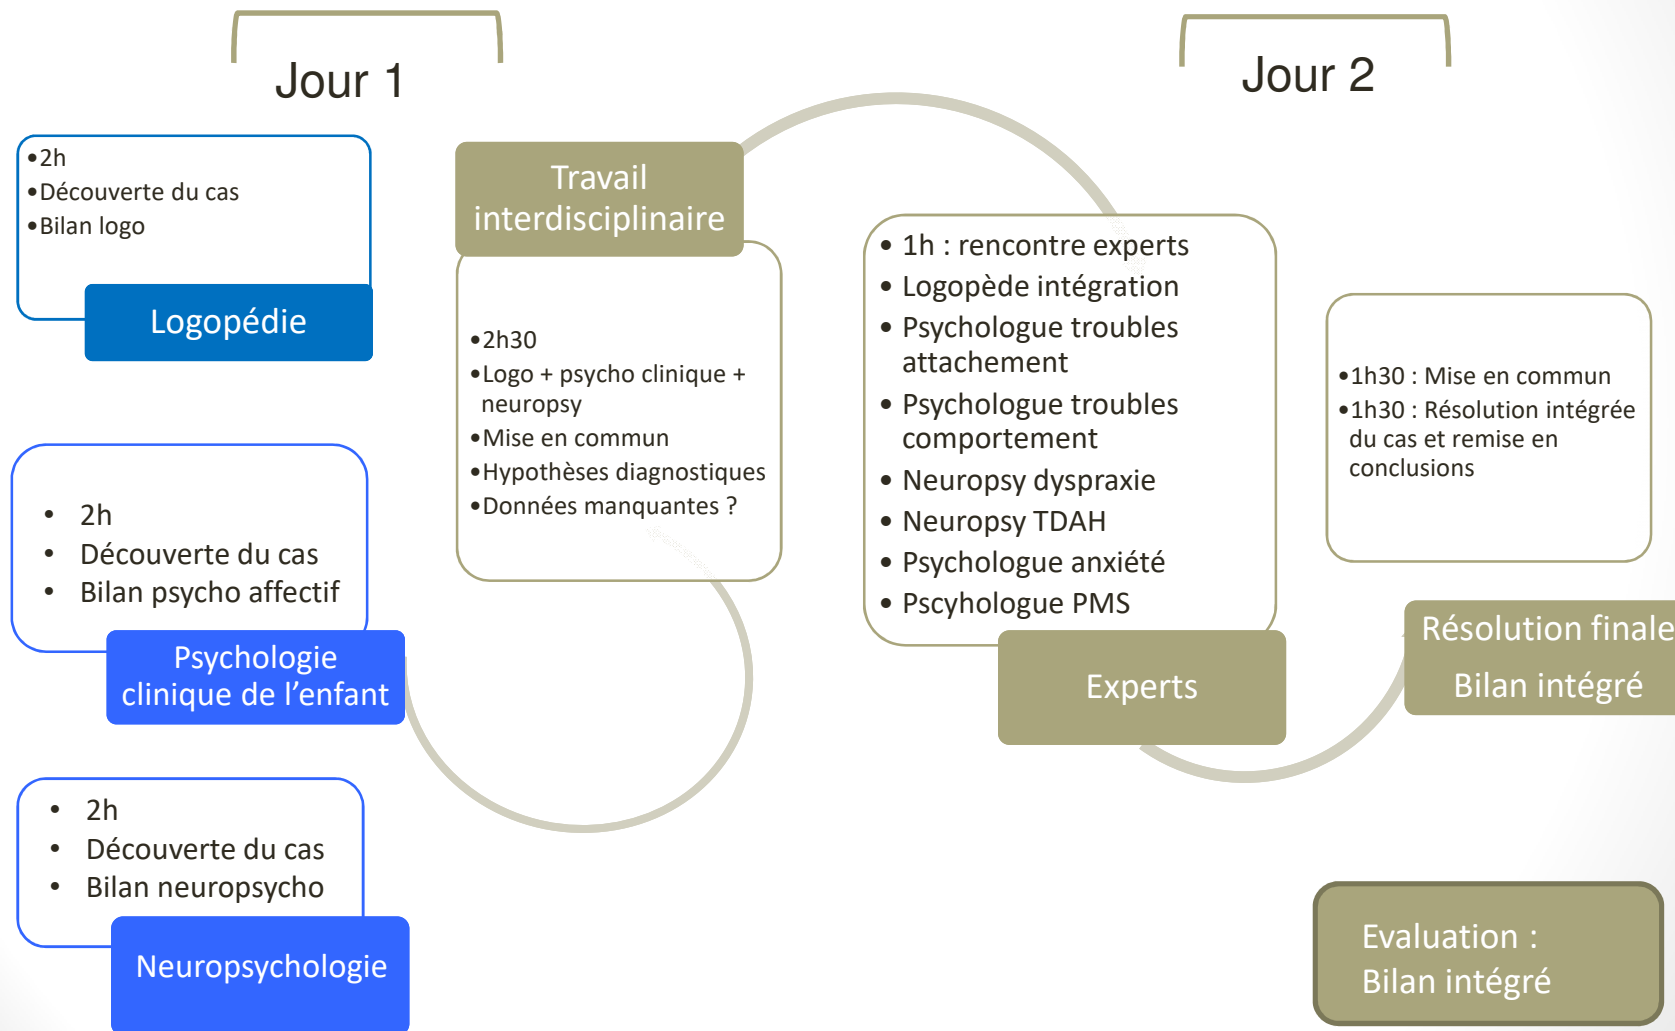 Jour 1
•2h
•Découverte du cas
•Bilan logo
Logopédie
• 2h
• Découverte du cas
• Bilan psycho affectif
Psychologie
clinique de l’enfant
• 2h
• Découverte du cas
• Bilan neuropsycho
Neuropsychologie
Travail
interdisciplinaire
•2h30
•Logo + psycho clinique +
neuropsy
•Mise en commun
•Hypothèses diagnostiques
•Données manquantes ?
Jour 2
• 1h : rencontre experts
• Logopède intégration
• Psychologue troubles
attachement
• Psychologue troubles
comportement
• Neuropsy dyspraxie
• Neuropsy TDAH
• Psychologue anxiété
• Pscyhologue PMS
Experts
•1h30 : Mise en commun
•1h30 : Résolution intégrée
du cas et remise en
conclusions
Résolution finale
Bilan intégré
Evaluation :
Bilan intégré